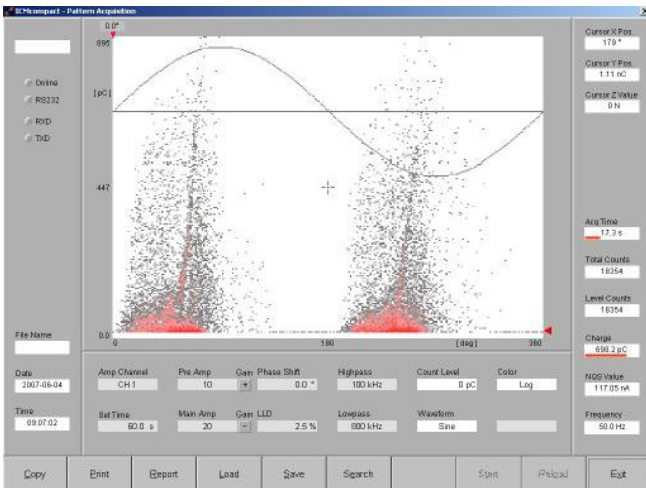 ICMcompact - Pattern Acquisition
0.0°
895
[pC]
447
0.0
0
180
[deg]
360
Online
RS232
RXD
TXD
File Name
Date
2007-06-04
Time
09:07:02
Cursor X Pos.
179 °
Cursor Y Pos.
1.11 nC
Cursor Z Value
0 N
Acq Time
17.3 s
Total Counts
18354
Level Counts
18354
Charge
698.2 pC
NQS Value
117.05 nA
Frequency
50.0 Hz
Amp Channel Pre Amp Gain Phase Shift Highpass Count Level Color
CH 1 10 + 0.0 ° 100 kHz 0 pC Log
Set Time Main Amp Gain LLD Lowpass Waveform
60.0 s 20 - 2.5 % 800 kHz Sine
Copy Print Report Load Save Search Start Reload Exit